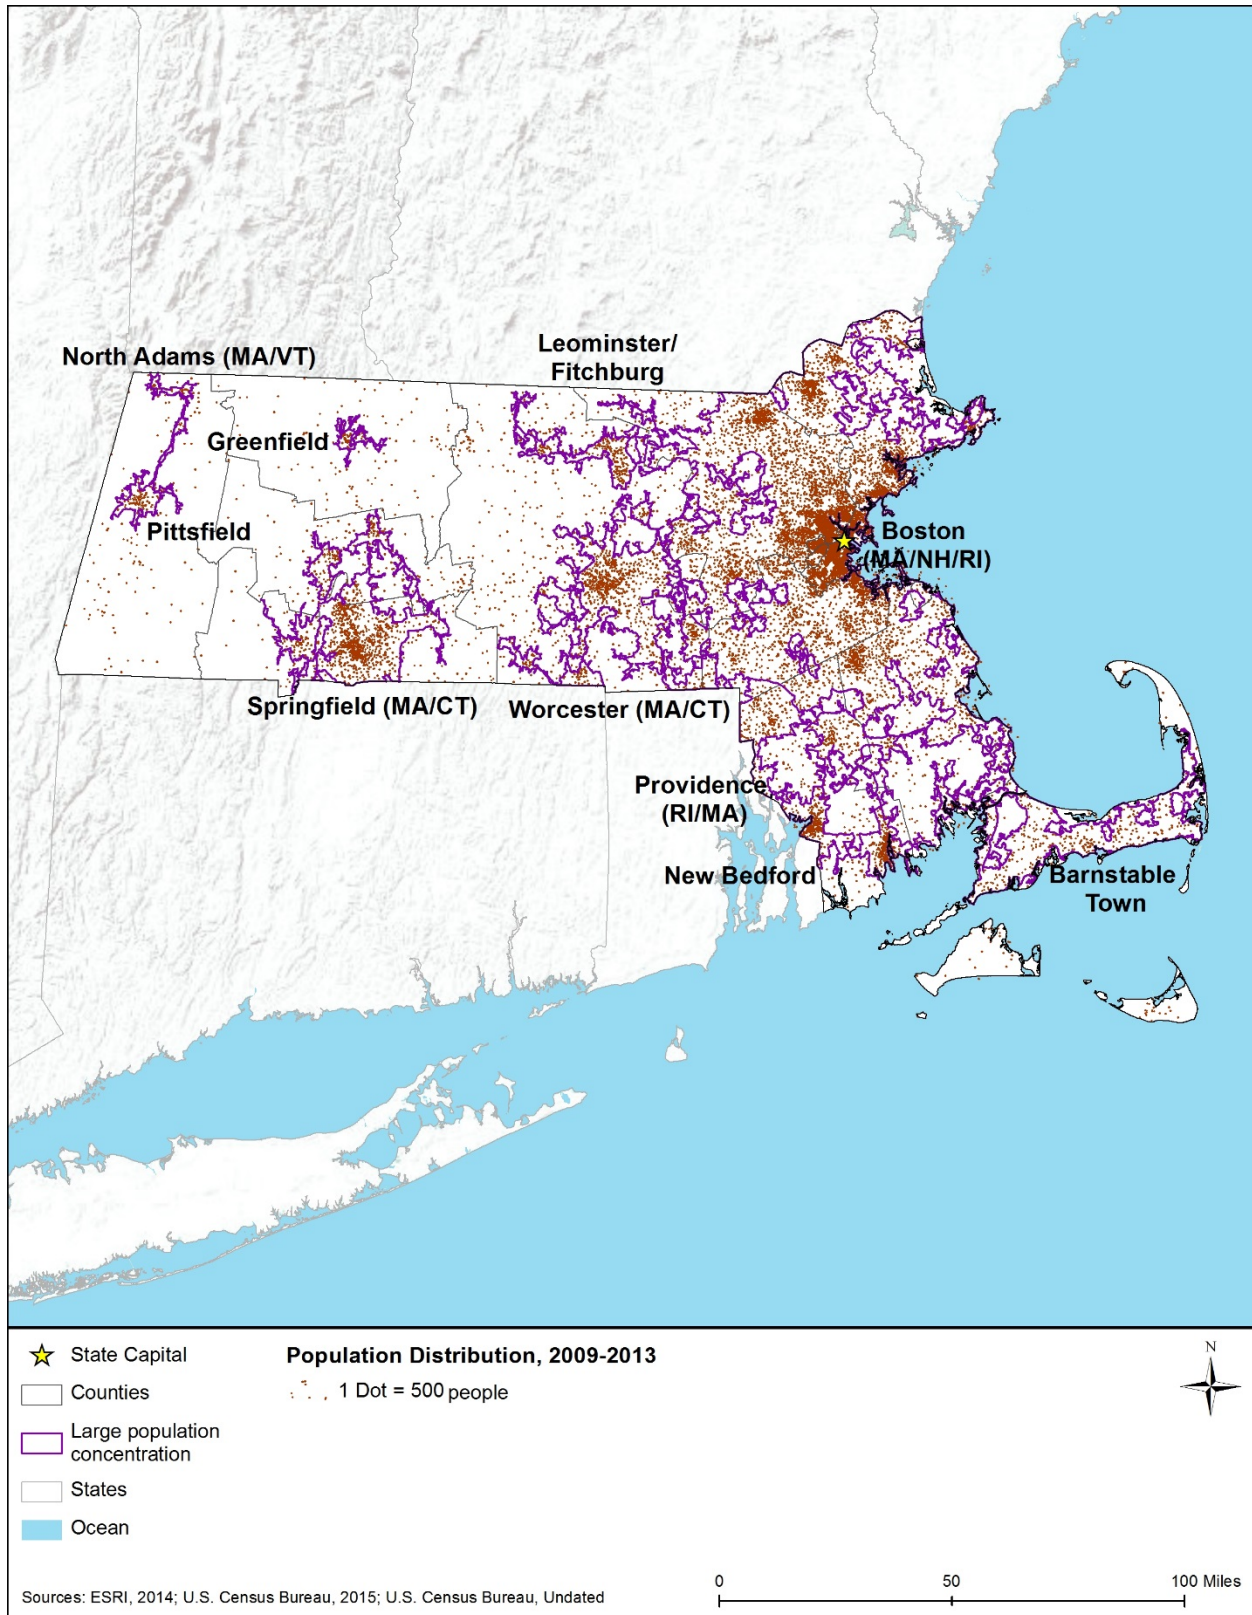 North Adams (MA/VT)
Leominster/
Fitchburg
Greenfield
Pittsfield
Boston
(MA/NH/RI)
Springfield (MA/CT)
Worcester (MA/CT)
Providence
(RI/MA)
New Bedford
Barnstable
Town
State Capital
Counties
Large population
concentration
States
Ocean
Population Distribution, 2009-2013
1 Dot = 500 people
N
Sources: ESRI, 2014; U.S. Census Bureau, 2015; U.S. Census Bureau, Undated
0 50 100 Miles